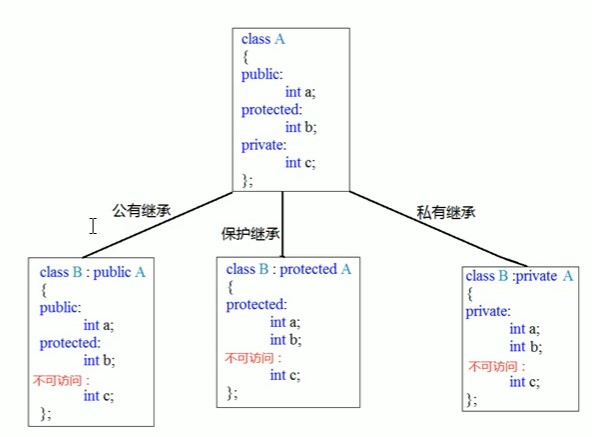 class A
{
public:
int a;
protected:
int b;
private:
int c;
};
公有继承
保护继承
私有继承
class B : public A
{
public:
int a;
protected:
int b;
不可访问：
int c;
};
class B : protected A
{
protected:
int a;
int b;
不可访问：
int c;
};
class B :private A
{
private:
int a;
int b;
不可访问：
int c;
};